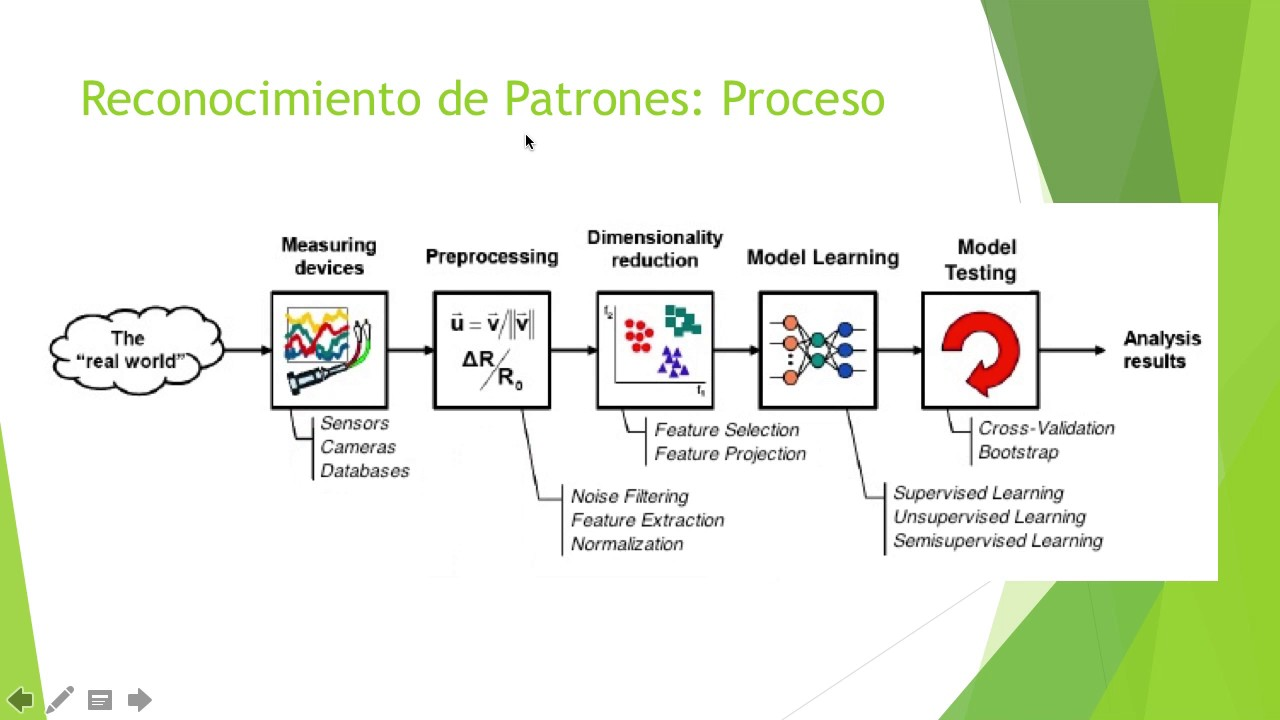 Reconocimiento de Patrones: Proceso
Measuring
devices
Preprocessing
Dimensionality
reduction
Model Learning
Model
Testing
The
“real world”
u⃗ = v⃗/||v⃗||
ΔR/R₀
f₂
f₁
Analysis
results
Sensors
Cameras
Databases
Noise Filtering
Feature Extraction
Normalization
Feature Selection
Feature Projection
Supervised Learning
Unsupervised Learning
Semisupervised Learning
Cross-Validation
Bootstrap